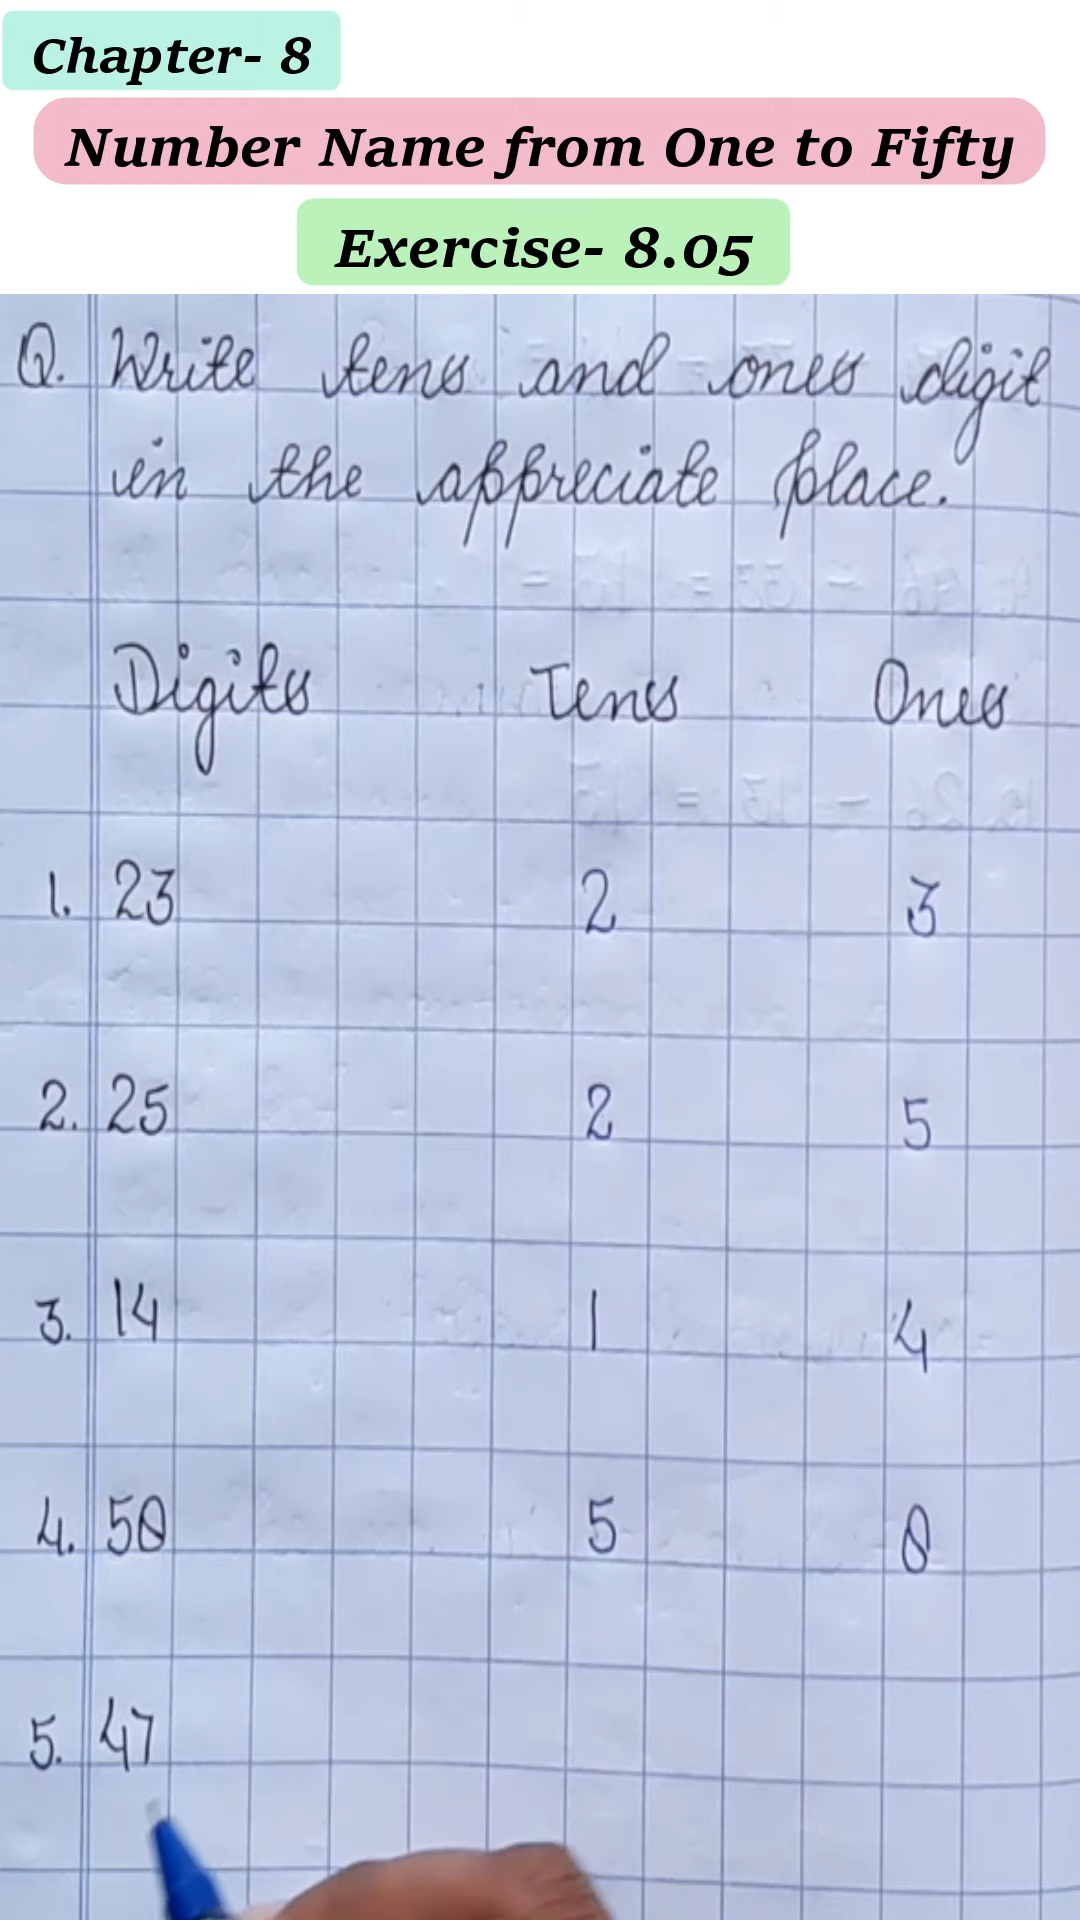 Chapter- 8
Number Name from One to Fifty
Exercise- 8.05
Q. Write tens and ones digit
in the appreciate place.
Digits Tens Ones
1. 23 2 3
2. 25 2 5
3. 14 1 4
4. 50 5 0
5. 47